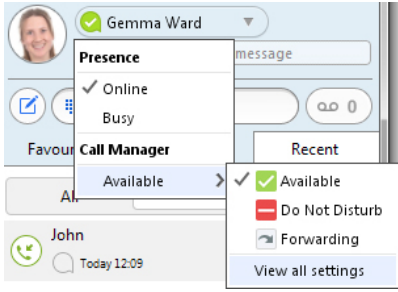 Gemma Ward
Presence
message
Online
Busy
0
Call Manager
Favour
Recent
Available
Available
All
Do Not Disturb
Forwarding
John
Today 12:09
View all settings